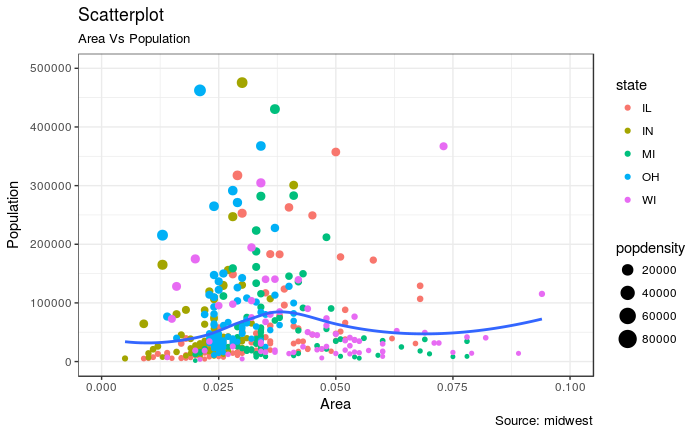 Scatterplot
Area Vs Population
500000
400000
300000
200000
100000
0
Population
0.000
0.025
0.050
0.075
0.100
Area
Source: midwest
state
IL
IN
MI
OH
WI
popdensity
20000
40000
60000
80000